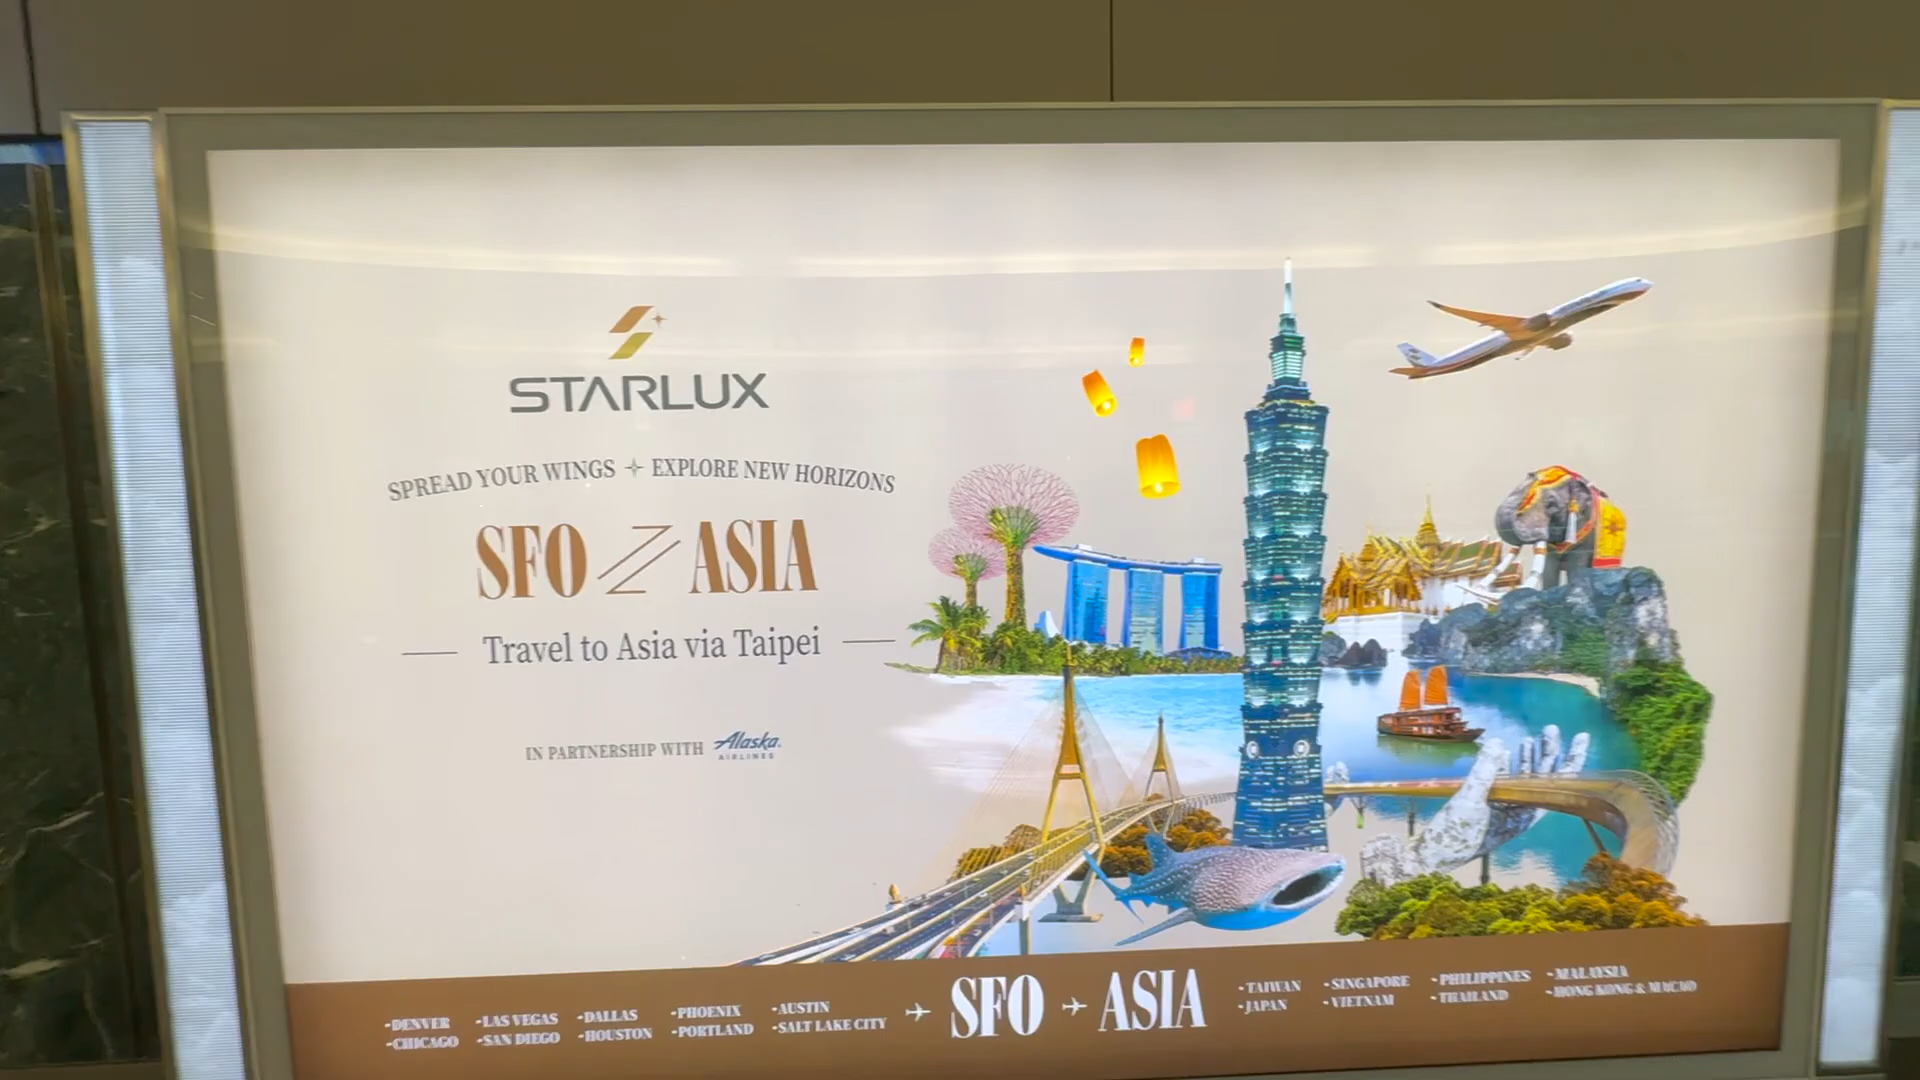 STARLUX
SPREAD YOUR WINGS EXPLORE NEW HORIZONS
SFO ASIA
Travel to Asia via Taipei
IN PARTNERSHIP WITH Alaska AIRLINES
•DENVER •LAS VEGAS •DALLAS •PHOENIX •AUSTIN
•CHICAGO •SAN DIEGO •HOUSTON •PORTLAND •SALT LAKE CITY
SFO ASIA
•TAIWAN •SINGAPORE •PHILIPPINES •MALAYSIA
•JAPAN •VIETNAM •THAILAND •HONG KONG & MACAO